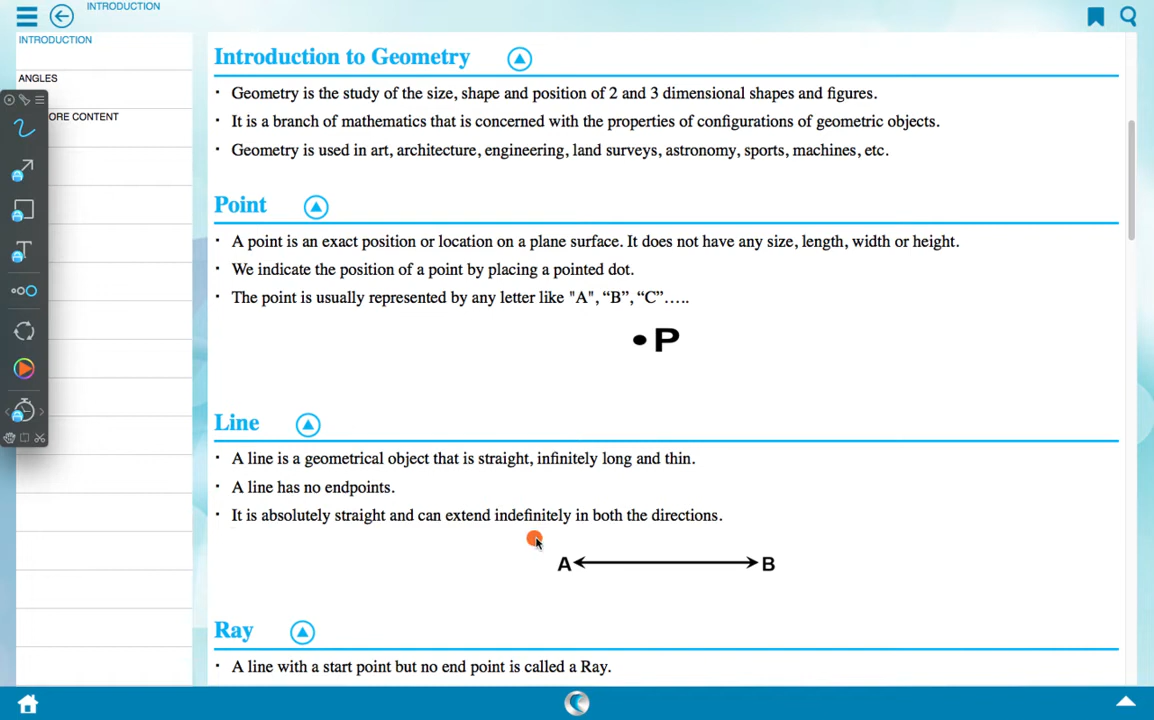 INTRODUCTION
INTRODUCTION
ANGLES
ORE CONTENT
Introduction to Geometry
· Geometry is the study of the size, shape and position of 2 and 3 dimensional shapes and figures.
· It is a branch of mathematics that is concerned with the properties of configurations of geometric objects.
· Geometry is used in art, architecture, engineering, land surveys, astronomy, sports, machines, etc.
Point
· A point is an exact position or location on a plane surface. It does not have any size, length, width or height.
· We indicate the position of a point by placing a pointed dot.
· The point is usually represented by any letter like "A", “B”, “C”…..
P
Line
· A line is a geometrical object that is straight, infinitely long and thin.
· A line has no endpoints.
· It is absolutely straight and can extend indefinitely in both the directions.
A B
Ray
· A line with a start point but no end point is called a Ray.